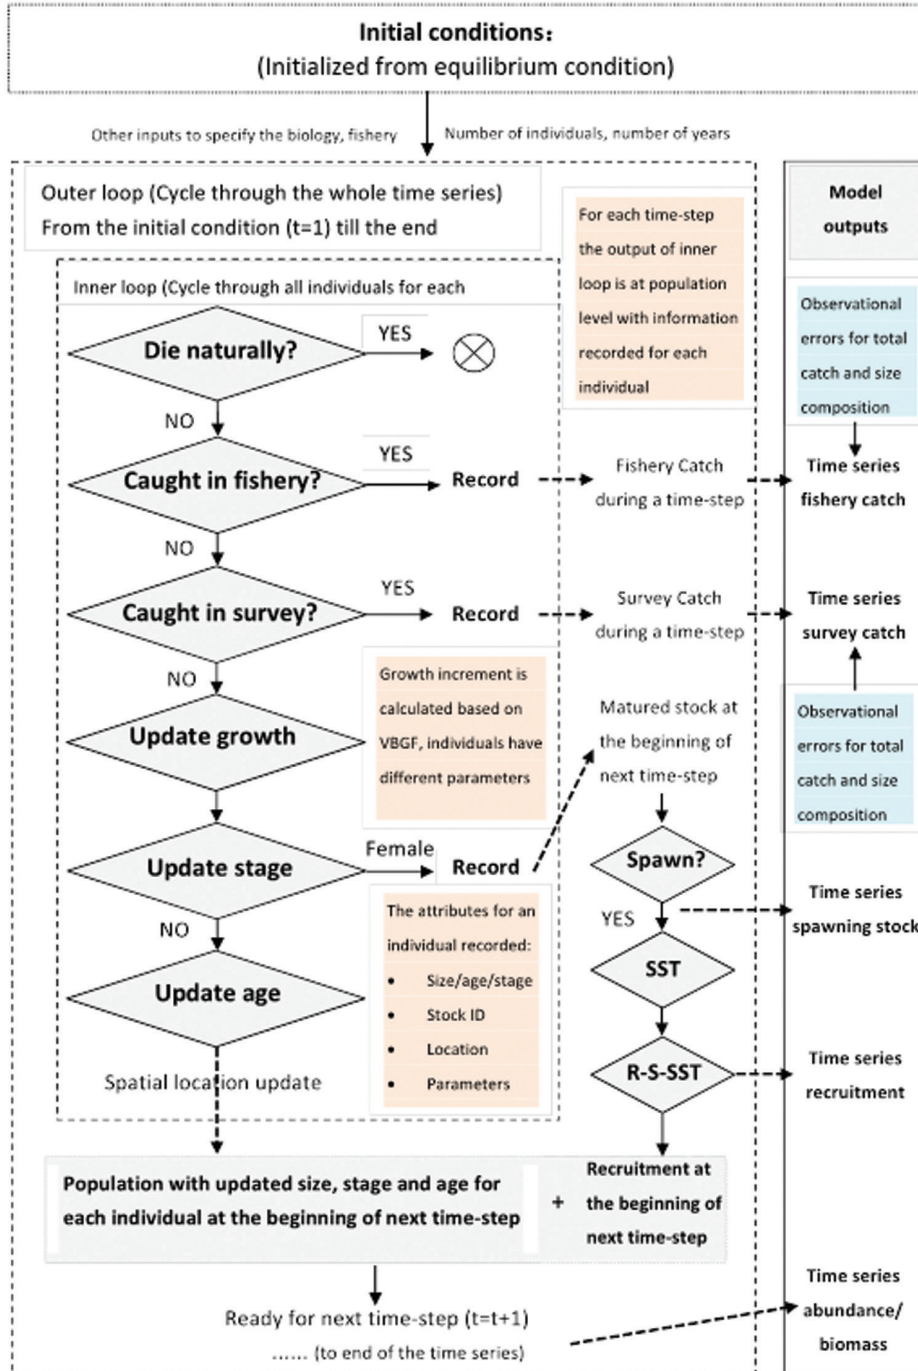 Initial conditions:
(Initialized from equilibrium condition)
Other inputs to specify the biology, fishery
Number of individuals, number of years
Outer loop (Cycle through the whole time series)
From the initial condition (t=1) till the end
For each time-step
the output of inner
loop is at population
level with information
recorded for each
individual
Model
outputs
Inner loop (Cycle through all individuals for each
Observational
errors for total
catch and size
composition
Die naturally?
YES
NO
Caught in fishery?
YES
Record
Fishery Catch
during a time-step
Time series
fishery catch
NO
Caught in survey?
YES
Record
Survey Catch
during a time-step
Time series
survey catch
NO
Update growth
Growth increment is
calculated based on
VBGF, individuals have
different parameters
Matured stock at
the beginning of
next time-step
Observational
errors for total
catch and size
composition
Update stage
Female
Record
Spawn?
YES
Time series
spawning stock
NO
Update age
The attributes for an
individual recorded:
• Size/age/stage
• Stock ID
• Location
• Parameters
SST
R-S-SST
Time series
recruitment
Spatial location update
Population with updated size, stage and age for
each individual at the beginning of next time-step
+
Recruitment at
the beginning of
next time-step
Ready for next time-step (t=t+1)
...... (to end of the time series)
Time series
abundance/
biomass